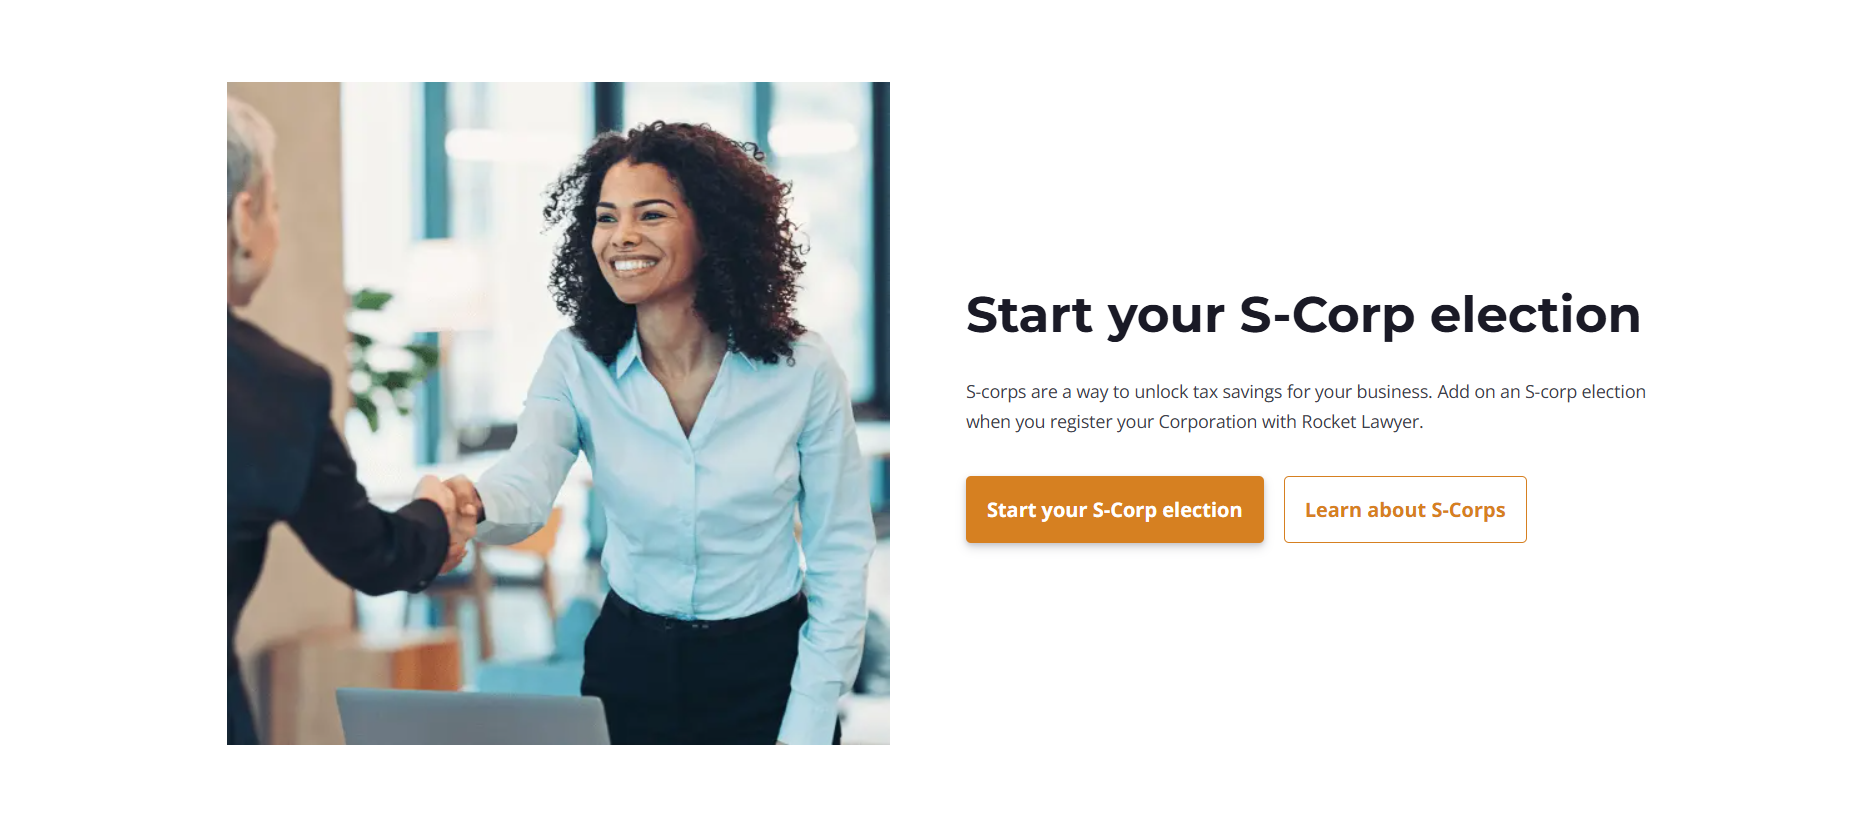 Start your S-Corp election
S-corps are a way to unlock tax savings for your business. Add on an S-corp election
when you register your Corporation with Rocket Lawyer.
Start your S-Corp election
Learn about S-Corps